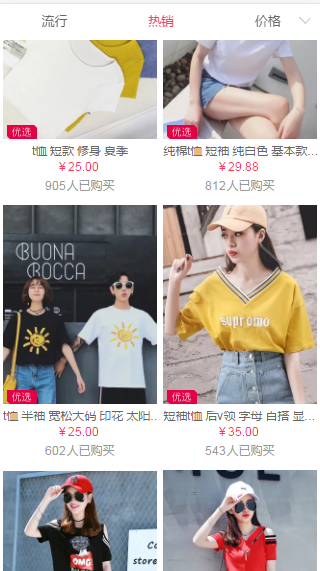 流行 热销 价格
优选 优选
t恤 短款 修身 夏季 纯棉t恤 短袖 纯白色 基本款...
¥25.00 ¥29.88
905人已购买 812人已购买
BUONA
BOCCA
supromo
优选 优选
t恤 半袖 宽松大码 印花 太阳... 短袖t恤 后v领 字母 白搭 显...
¥25.00 ¥35.00
602人已购买 543人已购买
OMG